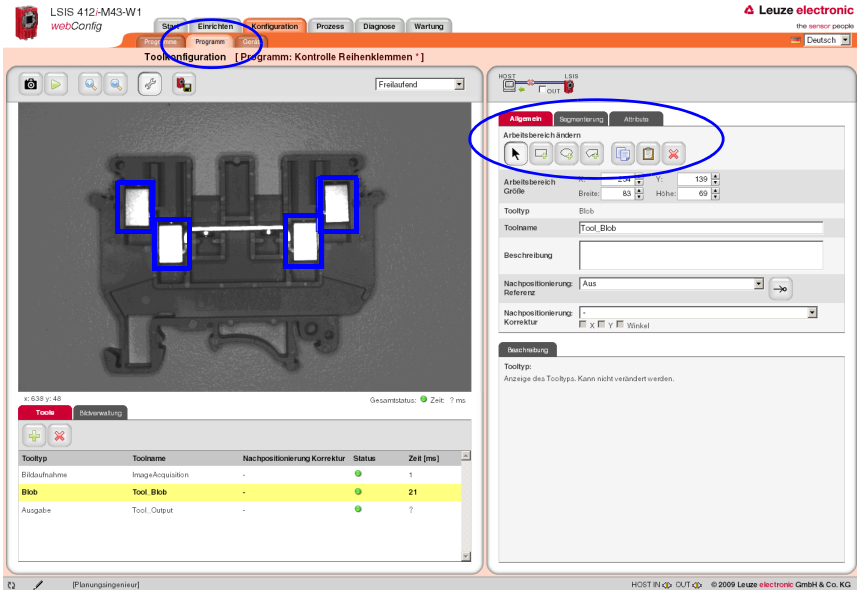 LSIS 412i-M43-W1
webConfig
Leuze electronic
the sensor people
Start Einrichten Konfiguration Prozess Diagnose Wartung
Programme Programm Geräte
Deutsch
Toolkonfiguration [ Programm: Kontrolle Reihenklemmen * ]
Freilaufend
HOST LSIS
OUT
Allgemein Segmentierung Attribute
Arbeitsbereich ändern
Arbeitsbereich
Größe
X: 254 Y: 139
Breite: 83 Höhe: 69
Tooltyp Blob
Toolname Tool_Blob
Beschreibung
Nachpositionierung: Aus
Referenz
Nachpositionierung: -
Korrektur X Y Winkel
Beschreibung
Tooltyp:
Anzeige des Tooltyps. Kann nicht verändert werden.
x: 638 y: 48
Gesamtstatus: Zeit: ? ms
Tools Bildverwaltung
Tooltyp Toolname Nachpositionierung Korrektur Status Zeit [ms]
Bildaufnahme ImageAcquisition - 1
Blob Tool_Blob - 21
Ausgabe Tool_Output - ?
[Planungsingenieur]
HOST IN OUT © 2009 Leuze electronic GmbH & Co. KG